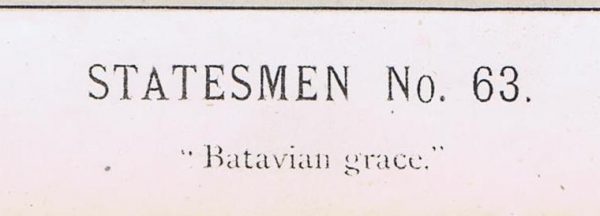 STATESMEN No. 63.
"Batavian grace."